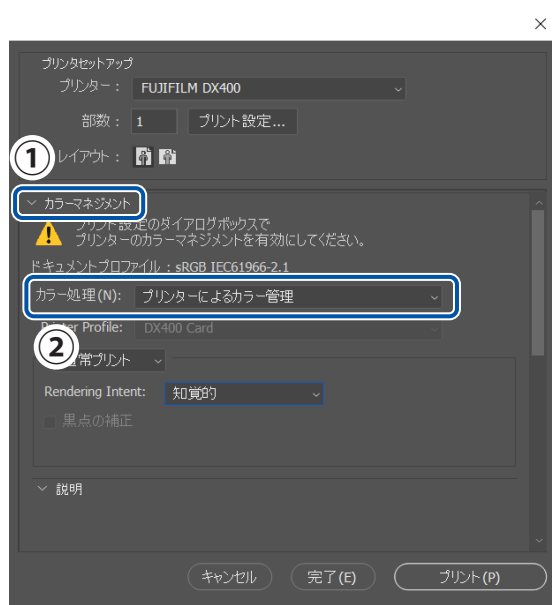 プリンタセットアップ
プリンター： FUJIFILM DX400
部数： 1 プリント設定...
① レイアウト：
カラーマネジメント
プリント設定のダイアログボックスで
プリンターのカラーマネジメントを有効にしてください。
ドキュメントプロファイル：sRGB IEC61966-2.1
カラー処理(N): プリンターによるカラー管理
Printer Profile: DX400 Card
② 常プリント
Rendering Intent: 知覚的
黒点の補正
説明
キャンセル 完了(E) プリント(P)